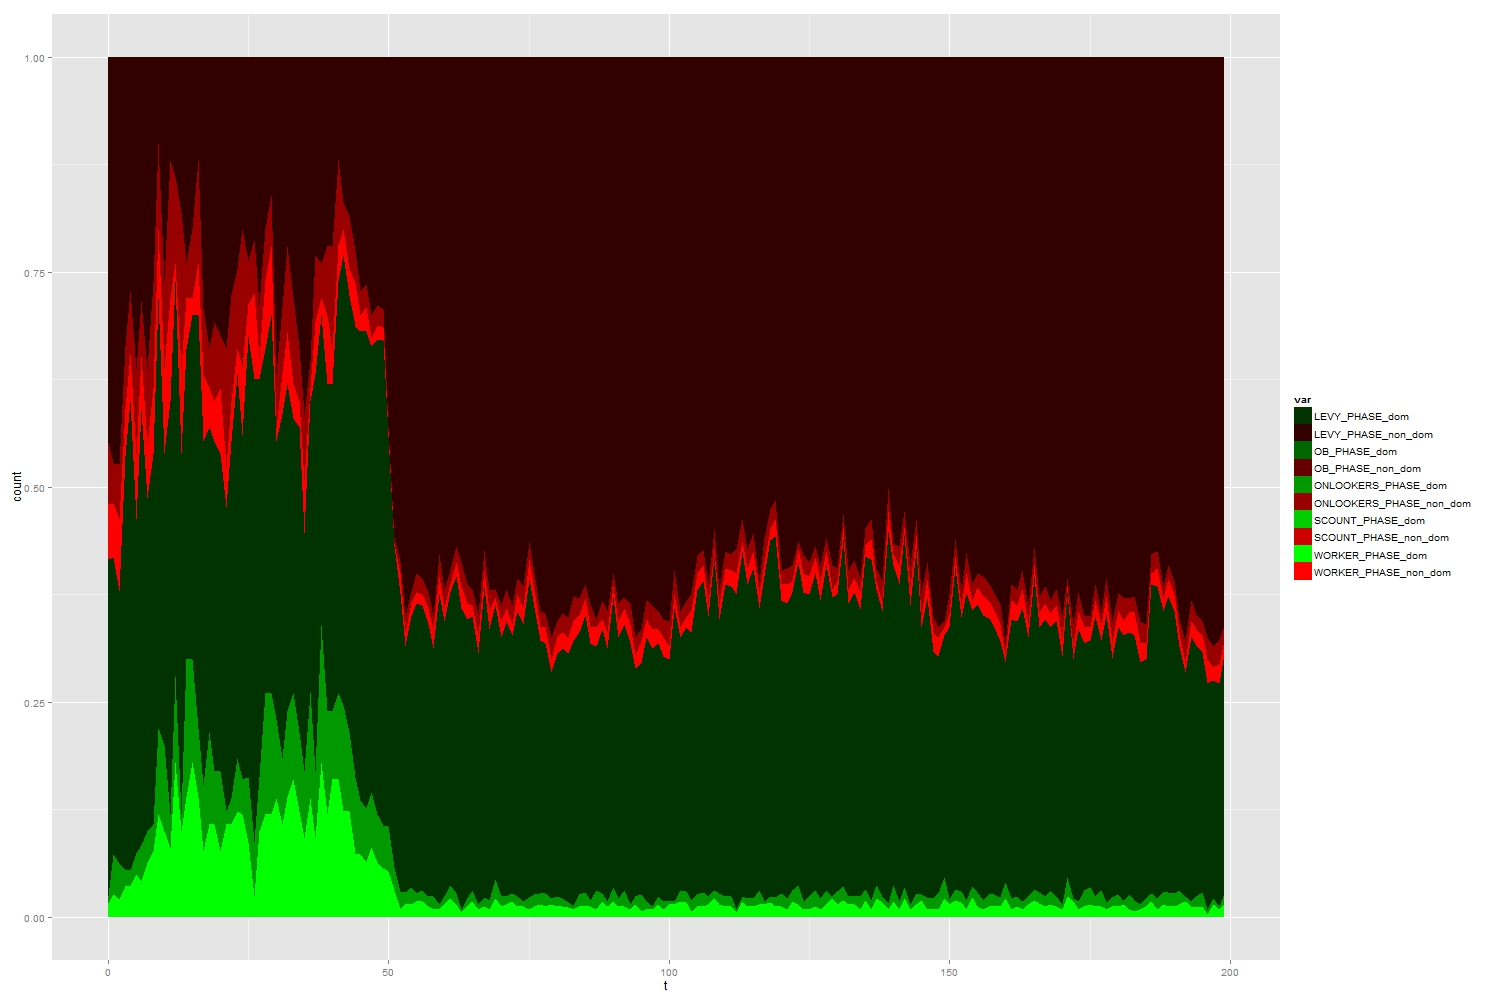 1.00
0.75
0.50
0.25
0.00
count
0
50
100
150
200
t
var
LEVY_PHASE_dom
LEVY_PHASE_non_dom
OB_PHASE_dom
OB_PHASE_non_dom
ONLOOKERS_PHASE_dom
ONLOOKERS_PHASE_non_dom
SCOUNT_PHASE_dom
SCOUNT_PHASE_non_dom
WORKER_PHASE_dom
WORKER_PHASE_non_dom